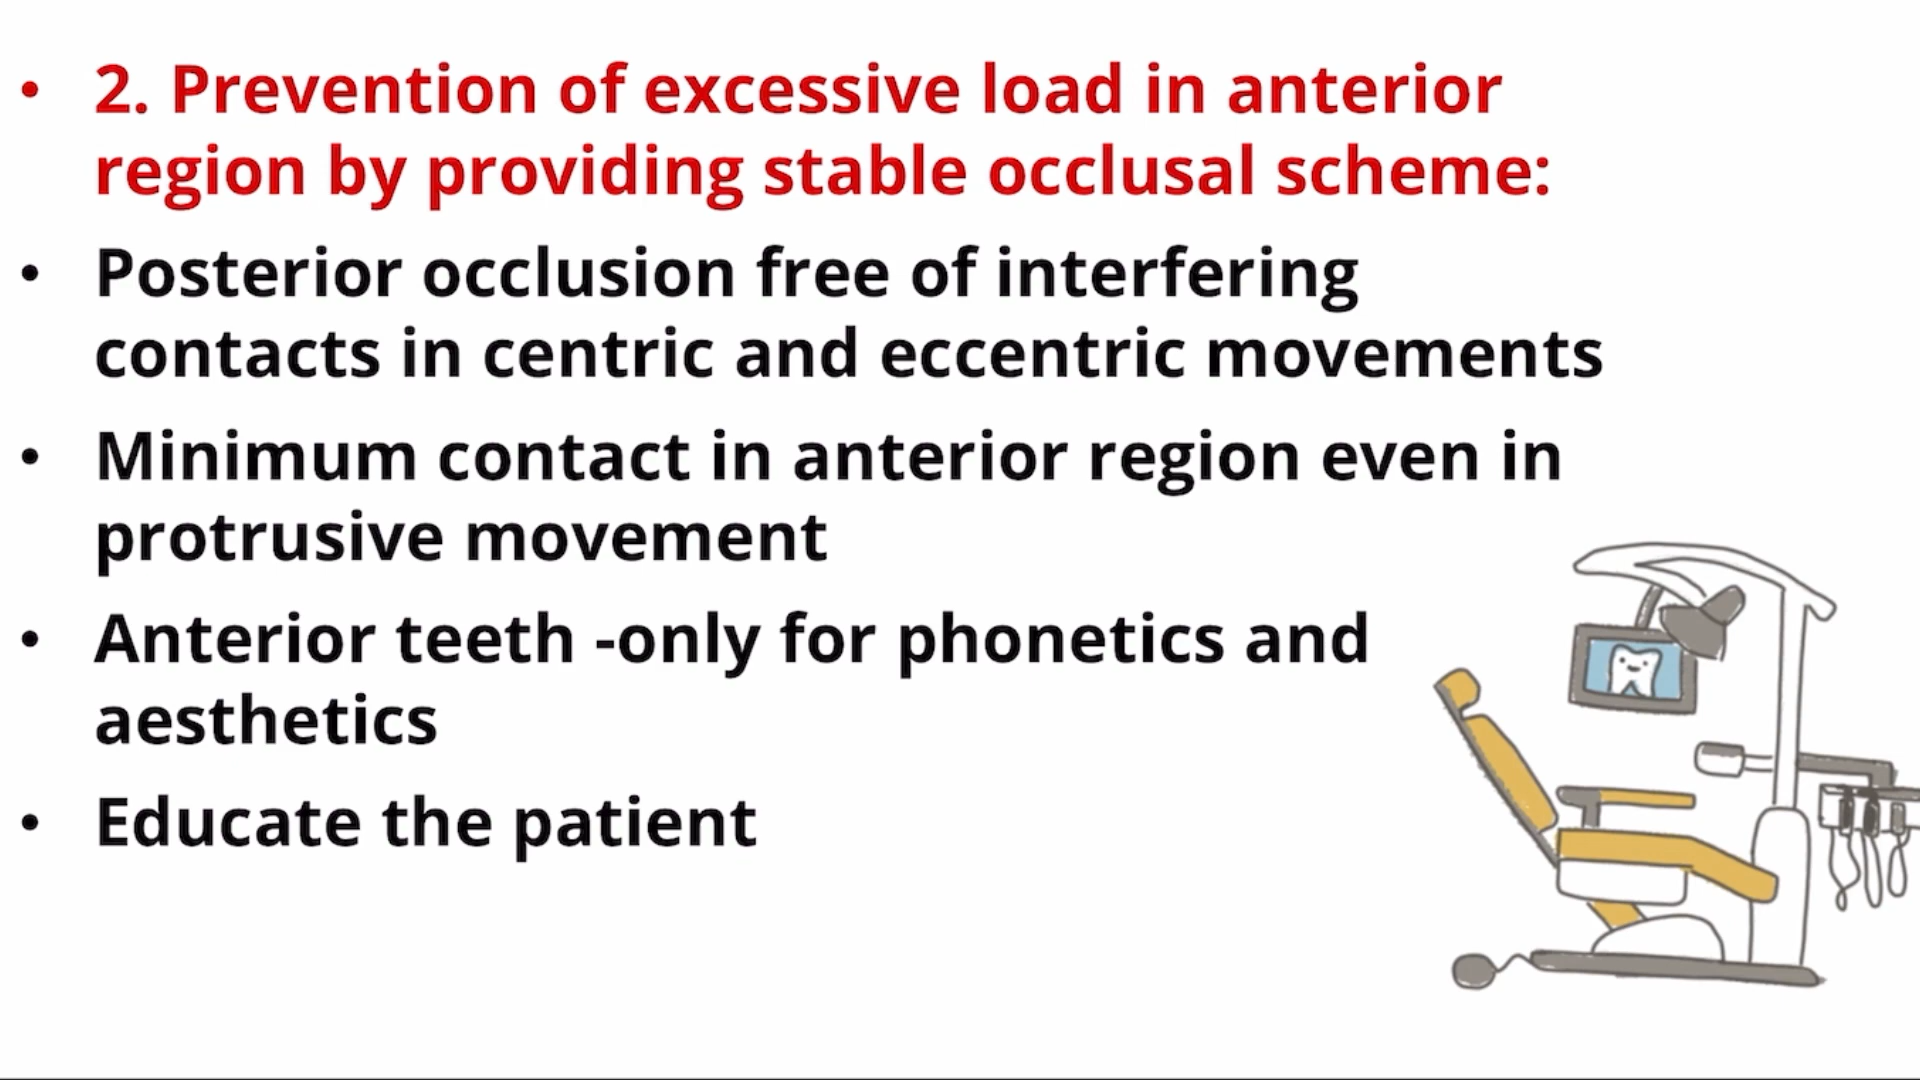 • 2. Prevention of excessive load in anterior
region by providing stable occlusal scheme:
• Posterior occlusion free of interfering
contacts in centric and eccentric movements
• Minimum contact in anterior region even in
protrusive movement
• Anterior teeth -only for phonetics and
aesthetics
• Educate the patient